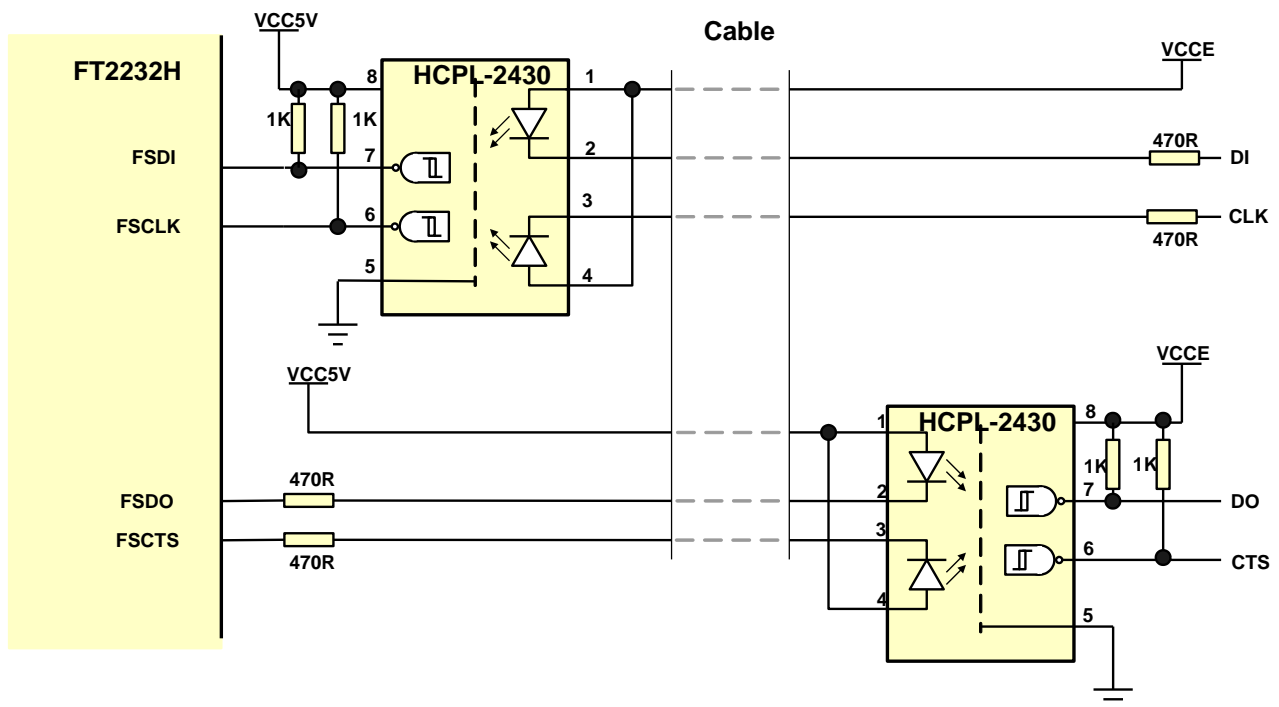 VCC5V
Cable
FT2232H
HCPL-2430
VCCE
8
1
1K
1K
FSDI
7
2
470R
DI
FSCLK
6
3
CLK
470R
5
4
VCC5V
VCCE
1
HCPL-2430
8
470R
1K
1K
FSDO
2
7
DO
FSCTS
3
6
CTS
470R
4
5